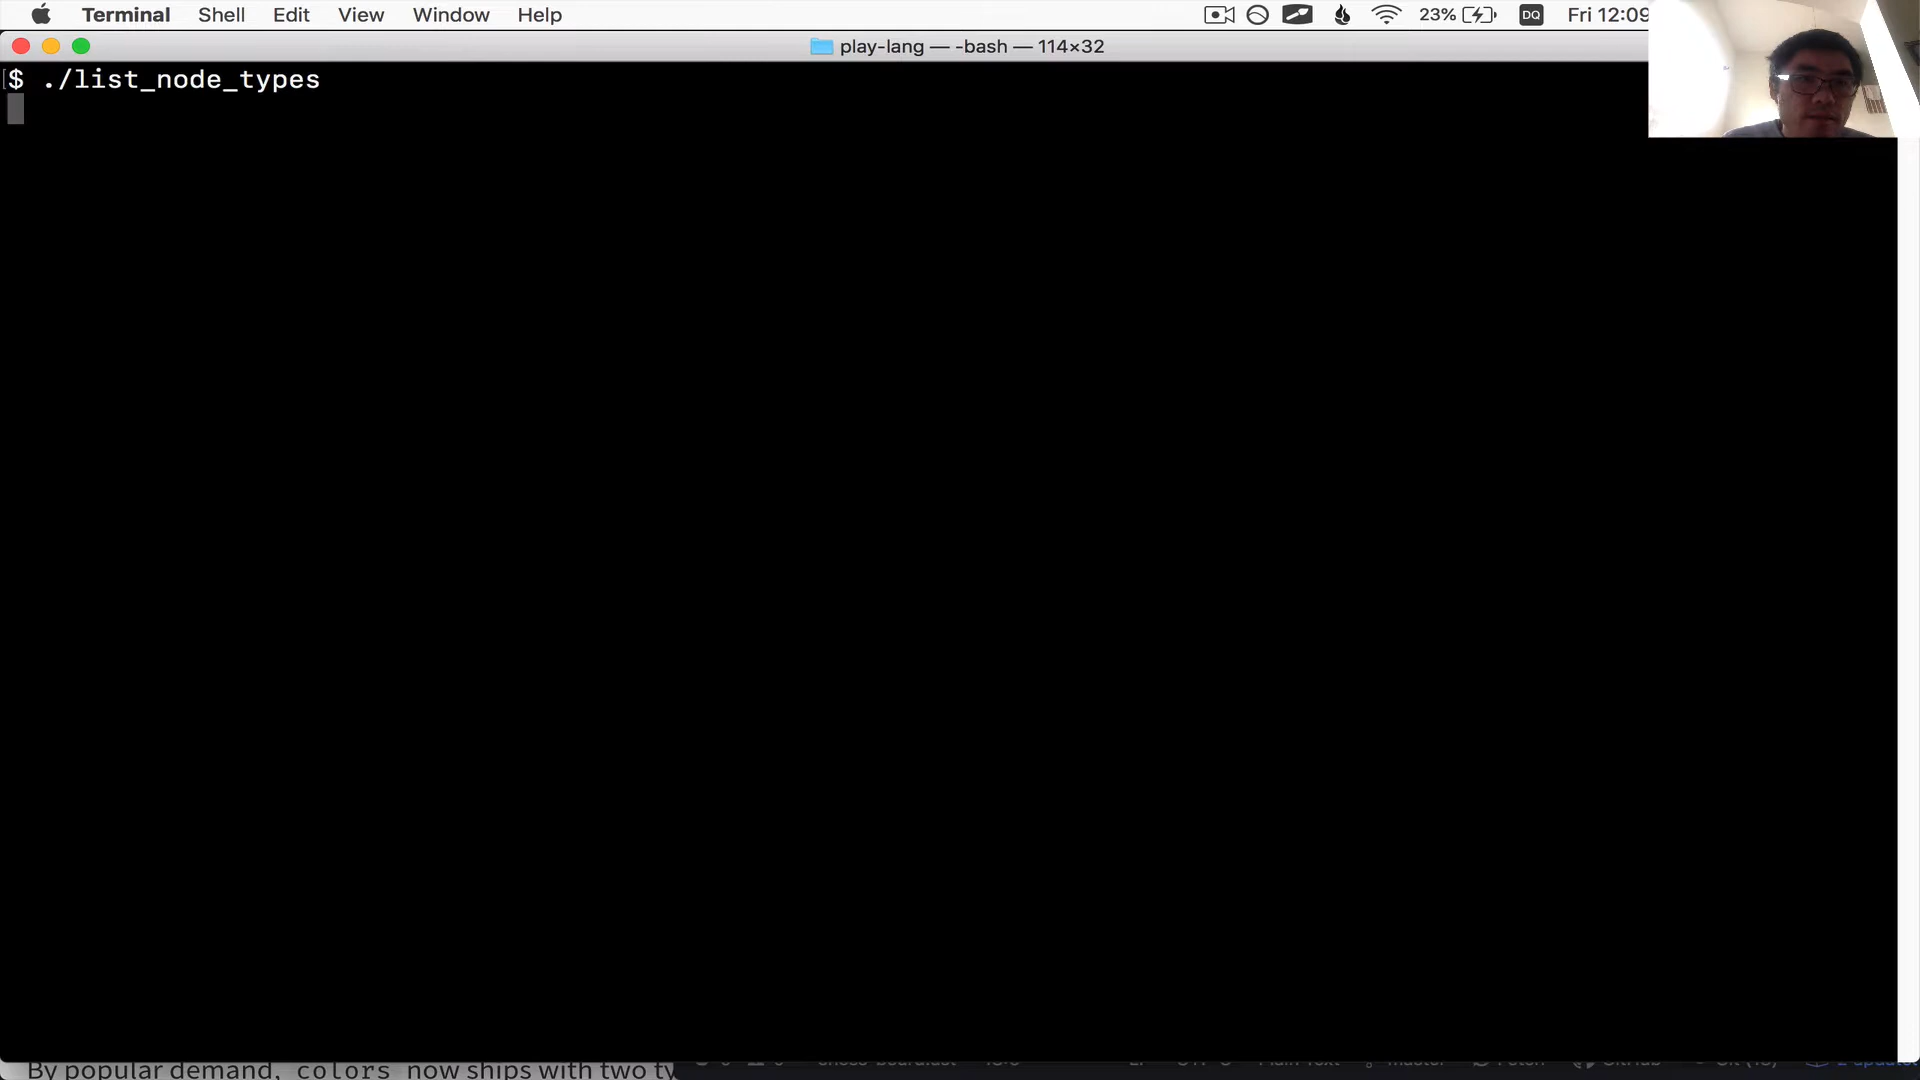 Terminal Shell Edit View Window Help 23% DQ Fri 12:09
play-lang — -bash — 114×32
$ ./list_node_types
By popular demand, colors now ships with two ty